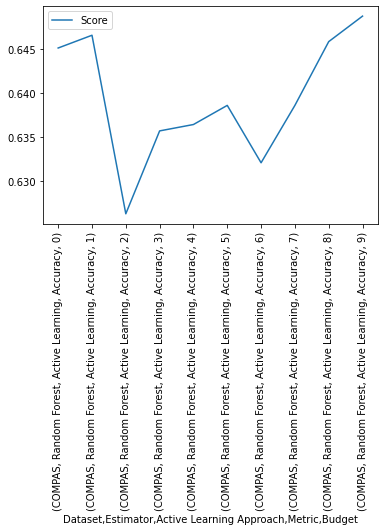 Score
0.645
0.640
0.635
0.630
(COMPAS, Random Forest, Active Learning, Accuracy, 0)
(COMPAS, Random Forest, Active Learning, Accuracy, 1)
(COMPAS, Random Forest, Active Learning, Accuracy, 2)
(COMPAS, Random Forest, Active Learning, Accuracy, 3)
(COMPAS, Random Forest, Active Learning, Accuracy, 4)
(COMPAS, Random Forest, Active Learning, Accuracy, 5)
(COMPAS, Random Forest, Active Learning, Accuracy, 6)
(COMPAS, Random Forest, Active Learning, Accuracy, 7)
(COMPAS, Random Forest, Active Learning, Accuracy, 8)
(COMPAS, Random Forest, Active Learning, Accuracy, 9)
Dataset,Estimator,Active Learning Approach,Metric,Budget